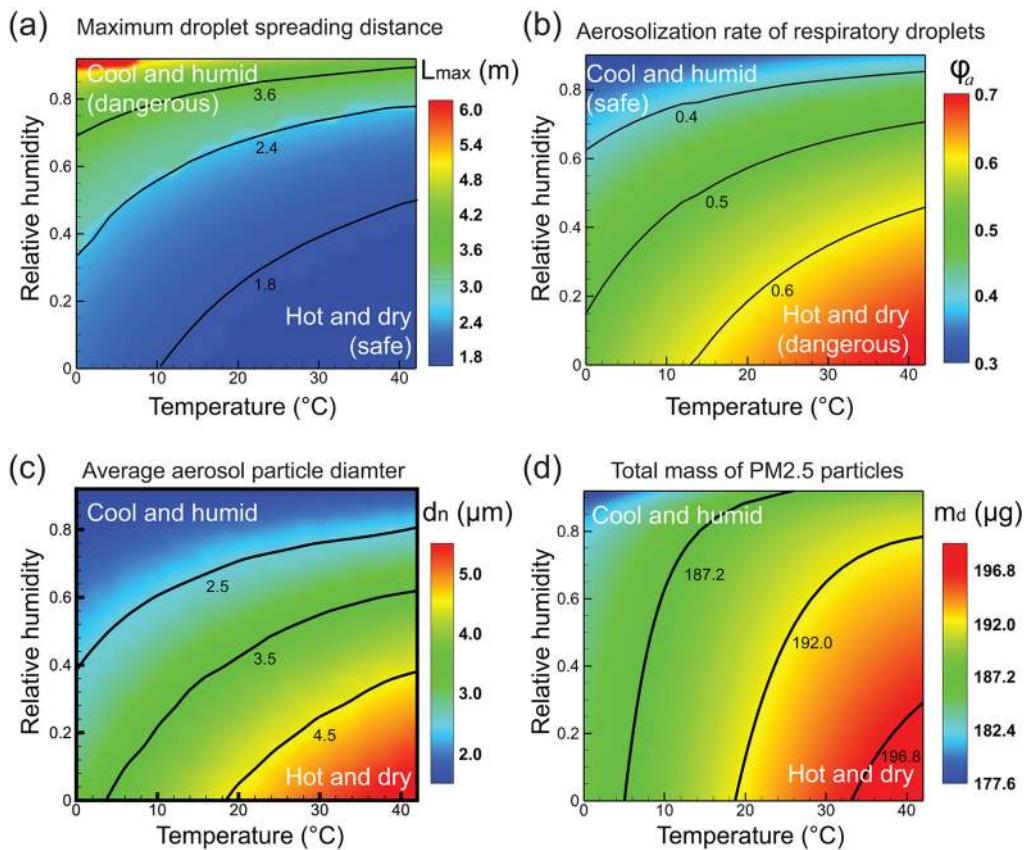 (a) Maximum droplet spreading distance
Cool and humid
(dangerous)
Lmax (m)
3.6
2.4
1.8
Hot and dry
(safe)
Relative humidity
0.8
0.6
0.4
0.2
0
0 10 20 30 40
Temperature (°C)
6.0
5.4
4.8
4.2
3.6
3.0
2.4
1.8
(b) Aerosolization rate of respiratory droplets
Cool and humid
(safe)
φa
0.4
0.5
0.6
Hot and dry
(dangerous)
Relative humidity
0.8
0.6
0.4
0.2
0
0 10 20 30 40
Temperature (°C)
0.7
0.6
0.5
0.4
0.3
(c) Average aerosol particle diamter
Cool and humid
dn (μm)
2.5
3.5
4.5
Hot and dry
Relative humidity
0.8
0.6
0.4
0.2
0
0 10 20 30 40
Temperature (°C)
5.0
4.0
3.0
2.0
(d) Total mass of PM2.5 particles
Cool and humid
md (μg)
187.2
192.0
196.8
Hot and dry
Relative humidity
0.8
0.6
0.4
0.2
0
0 10 20 30 40
Temperature (°C)
196.8
192.0
187.2
182.4
177.6